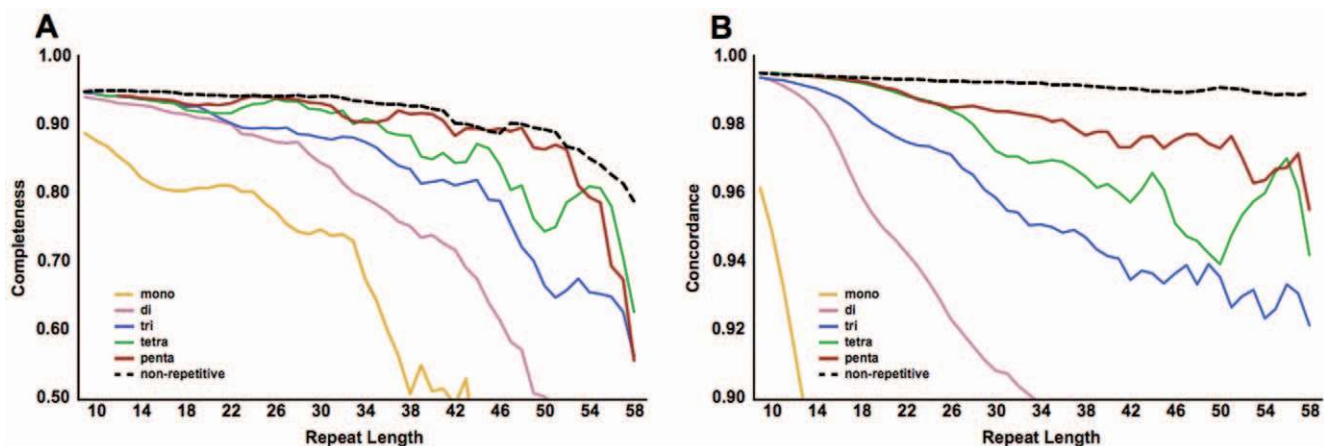 A
1.00
0.90
0.80
0.70
0.60
0.50
Completeness
mono
di
tri
tetra
penta
non-repetitive
10 14 18 22 26 30 34 38 42 46 50 54 58
Repeat Length
B
1.00
0.98
0.96
0.94
0.92
0.90
Concordance
mono
di
tri
tetra
penta
non-repetitive
10 14 18 22 26 30 34 38 42 46 50 54 58
Repeat Length